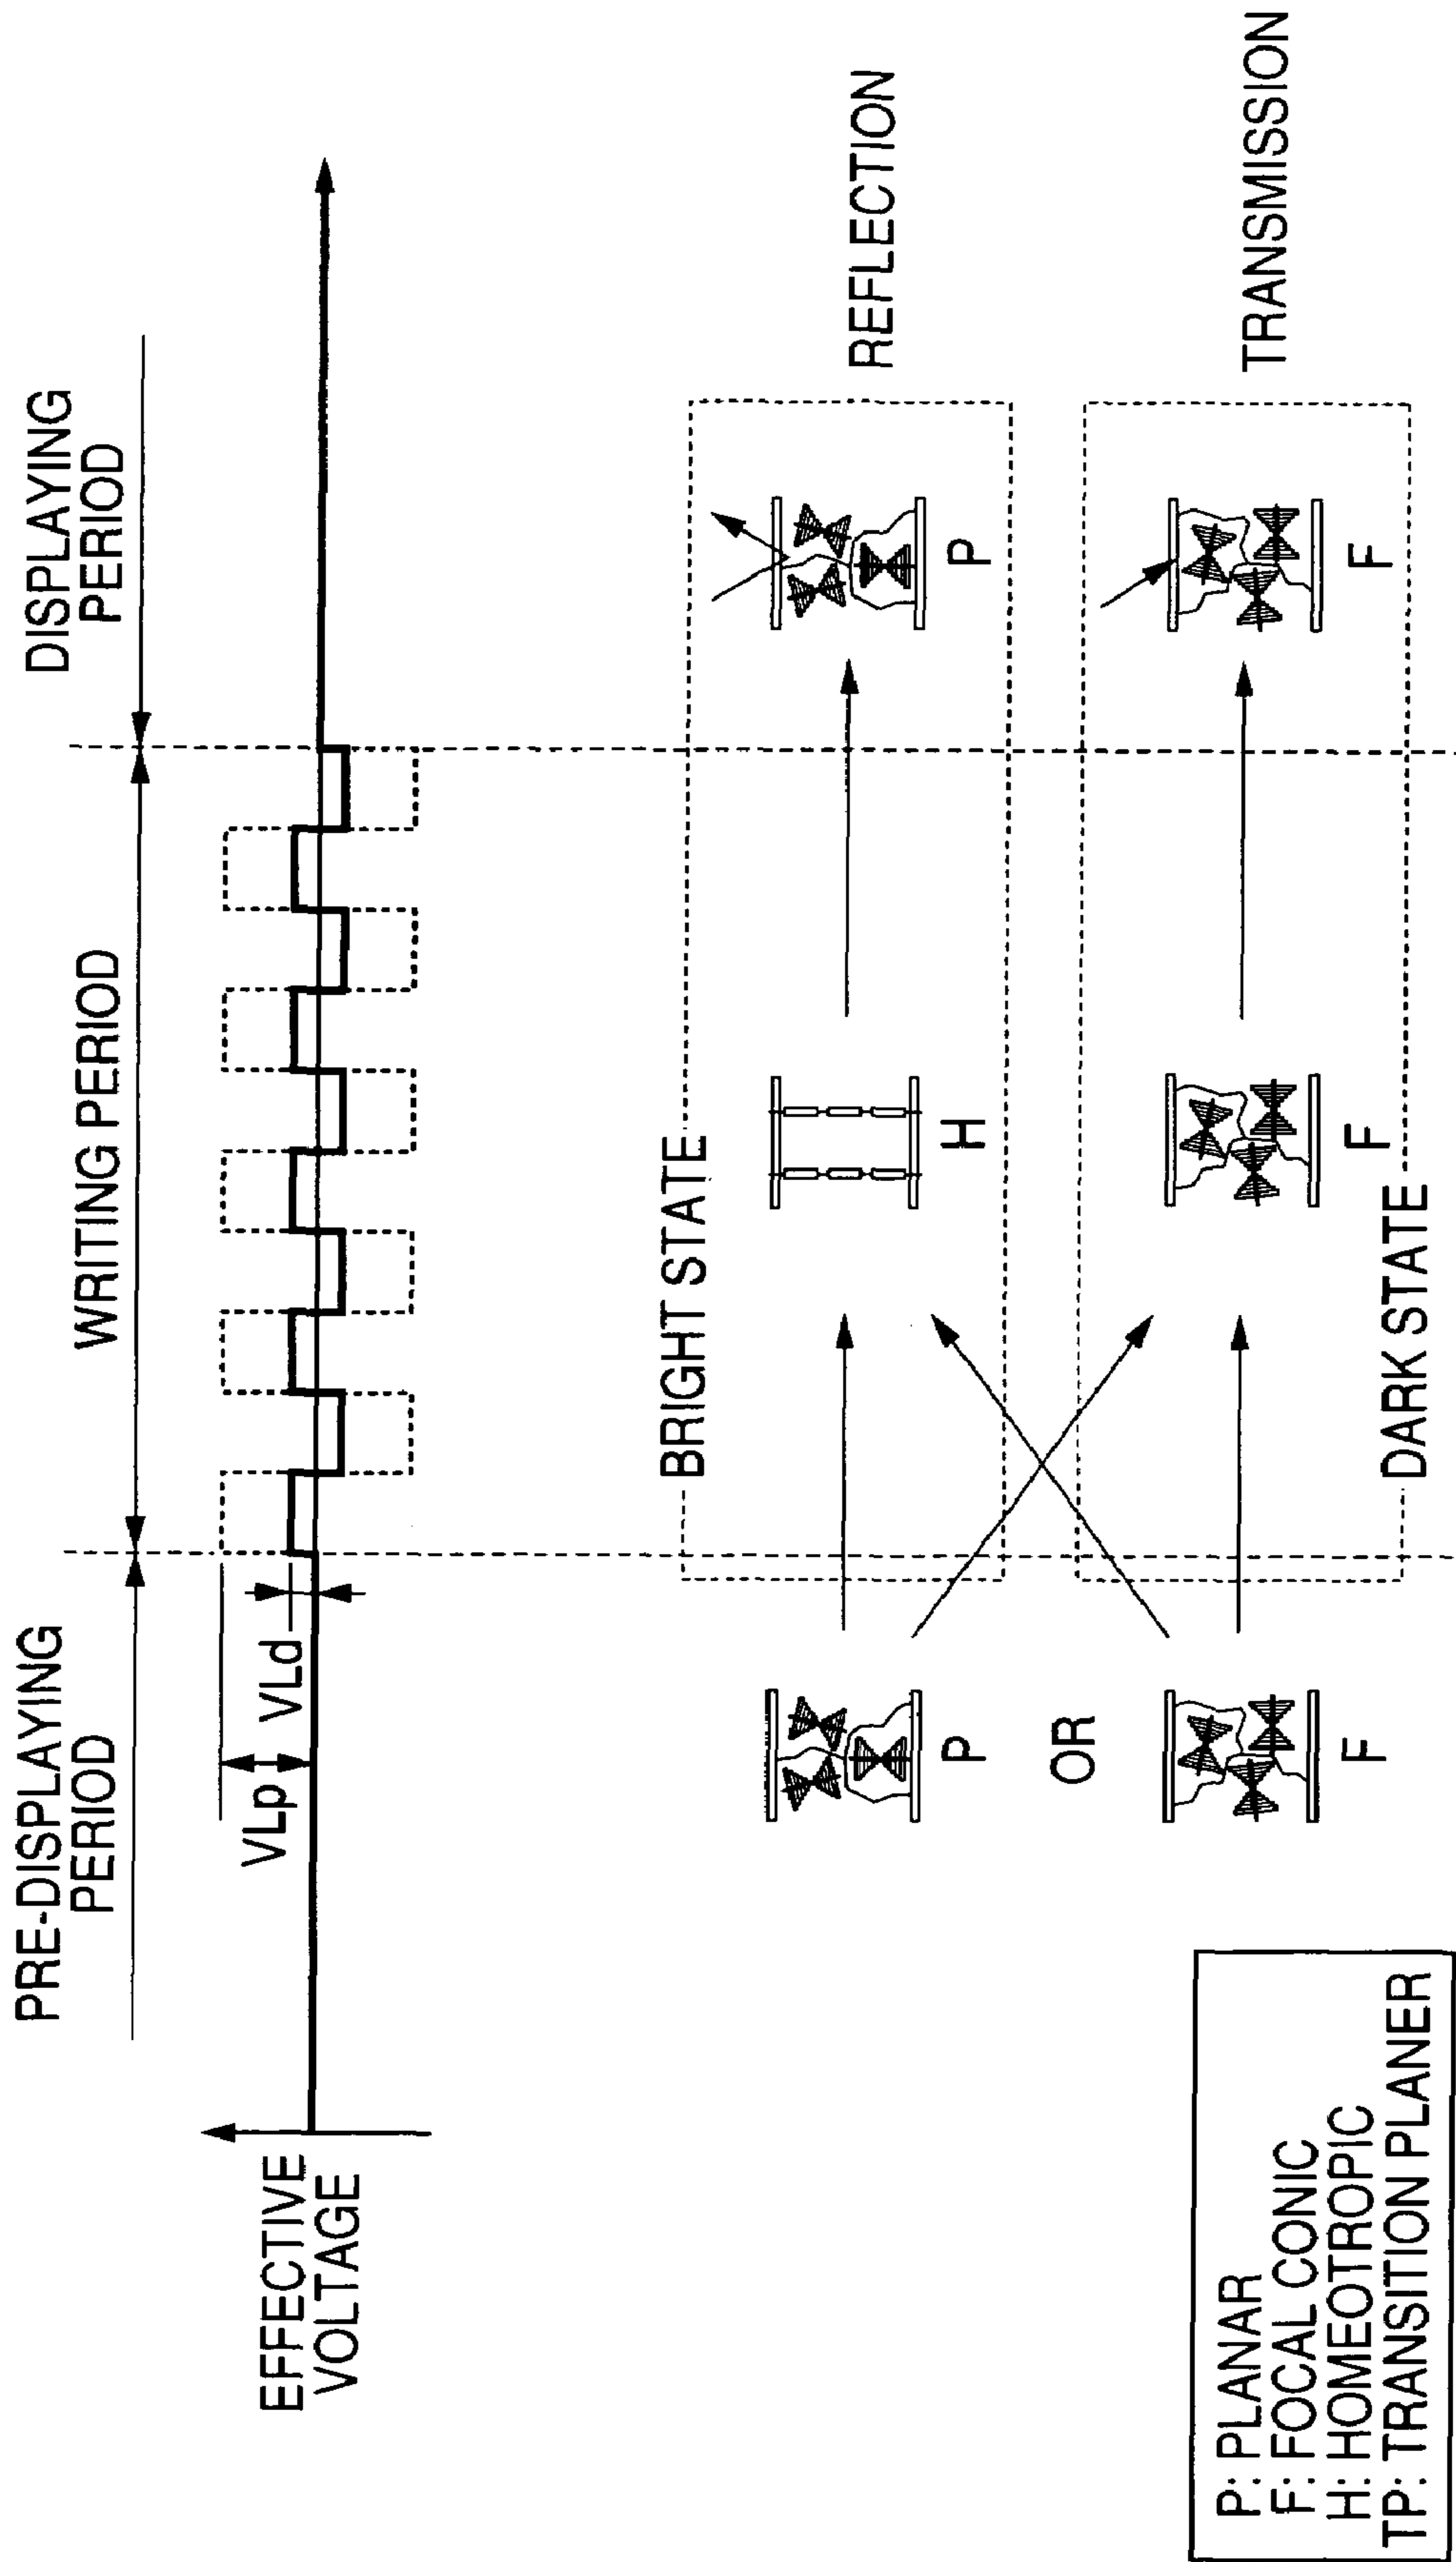 PRE-DISPLAYING
PERIOD
WRITING PERIOD
DISPLAYING
PERIOD
EFFECTIVE
VOLTAGE
VLp
VLd
BRIGHT STATE
REFLECTION
P
H
P
OR
TRANSMISSION
F
F
F
DARK STATE
P: PLANAR
F: FOCAL CONIC
H: HOMEOTROPIC
TP: TRANSITION PLANER